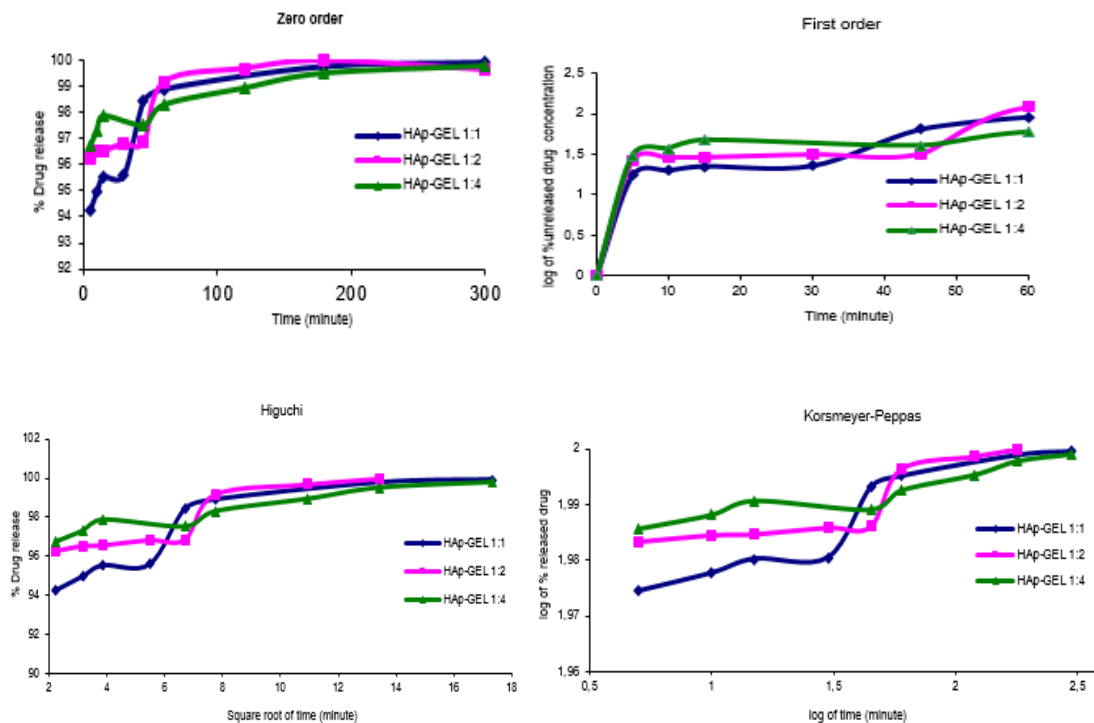 Zero order
% Drug release
100
99
98
97
96
95
94
93
92
0
100
200
300
Time (minute)
HAp-GEL 1:1
HAp-GEL 1:2
HAp-GEL 1:4
First order
log of %unreleased drug concentration
2,5
2
1,5
1
0,5
0
0
10
20
30
40
50
60
Time (minute)
HAp-GEL 1:1
HAp-GEL 1:2
HAp-GEL 1:4
Higuchi
% Drug release
102
100
98
96
94
92
90
2
4
6
8
10
12
14
16
18
Square root of time (minute)
HAp-GEL 1:1
HAp-GEL 1:2
HAp-GEL 1:4
Korsmeyer-Peppas
log of % released drug
2
1,99
1,98
1,97
1,96
0,5
1
1,5
2
2,5
log of time (minute)
HAp-GEL 1:1
HAp-GEL 1:2
HAp-GEL 1:4